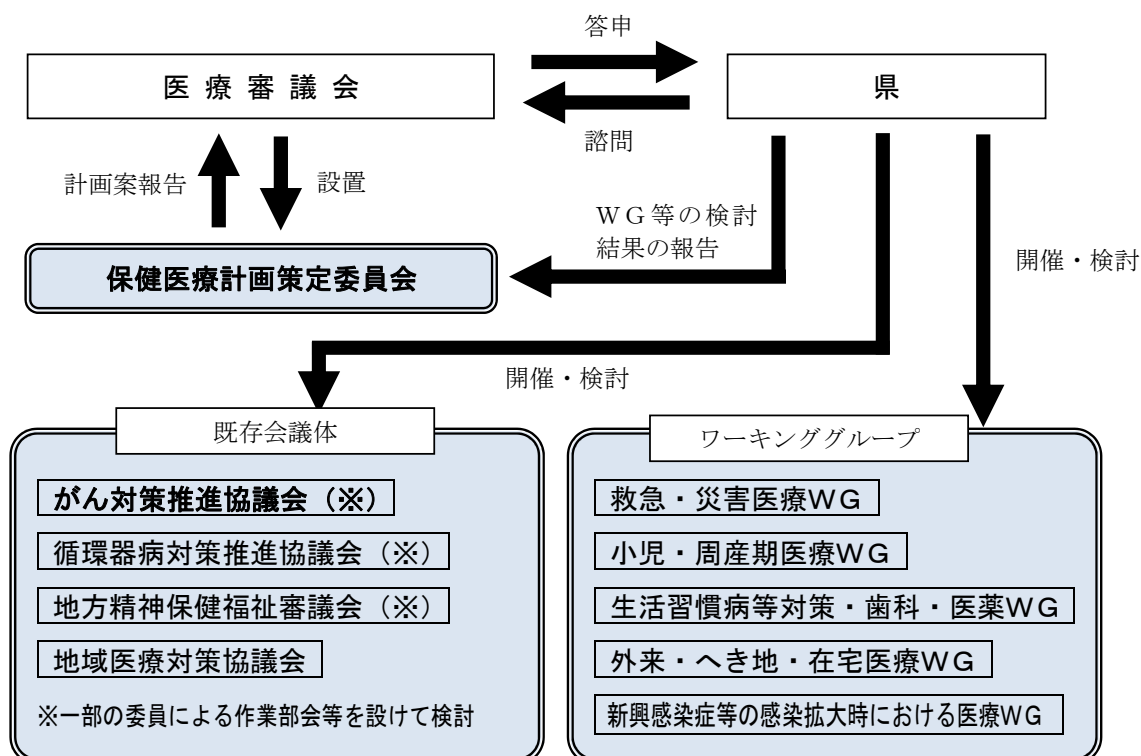 答申
医療審議会
県
諮問
計画案報告
設置
ＷＧ等の検討
結果の報告
保健医療計画策定委員会
開催・検討
開催・検討
既存会議体
がん対策推進協議会（※）
循環器病対策推進協議会（※）
地方精神保健福祉審議会（※）
地域医療対策協議会
※一部の委員による作業部会等を設けて検討
ワーキンググループ
救急・災害医療ＷＧ
小児・周産期医療ＷＧ
生活習慣病等対策・歯科・医薬ＷＧ
外来・へき地・在宅医療ＷＧ
新興感染症等の感染拡大時における医療ＷＧ